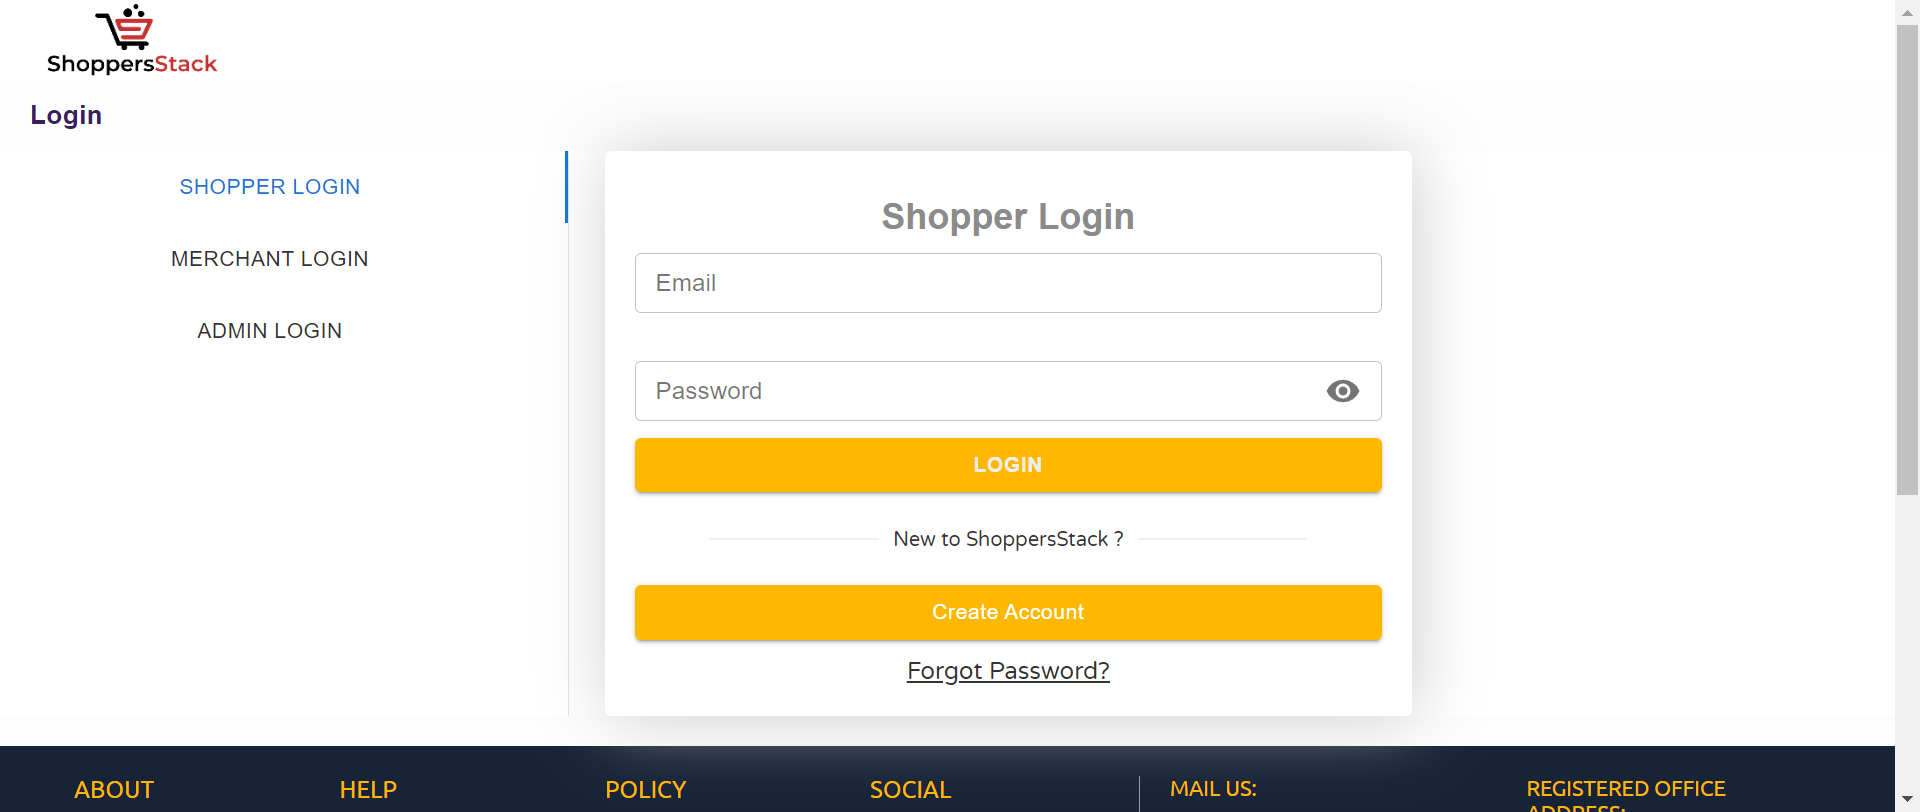 ShoppersStack
Login
SHOPPER LOGIN
MERCHANT LOGIN
ADMIN LOGIN
Shopper Login
Email
Password
LOGIN
New to ShoppersStack ?
Create Account
Forgot Password?
ABOUT
HELP
POLICY
SOCIAL
MAIL US:
REGISTERED OFFICE
ADDRESS: